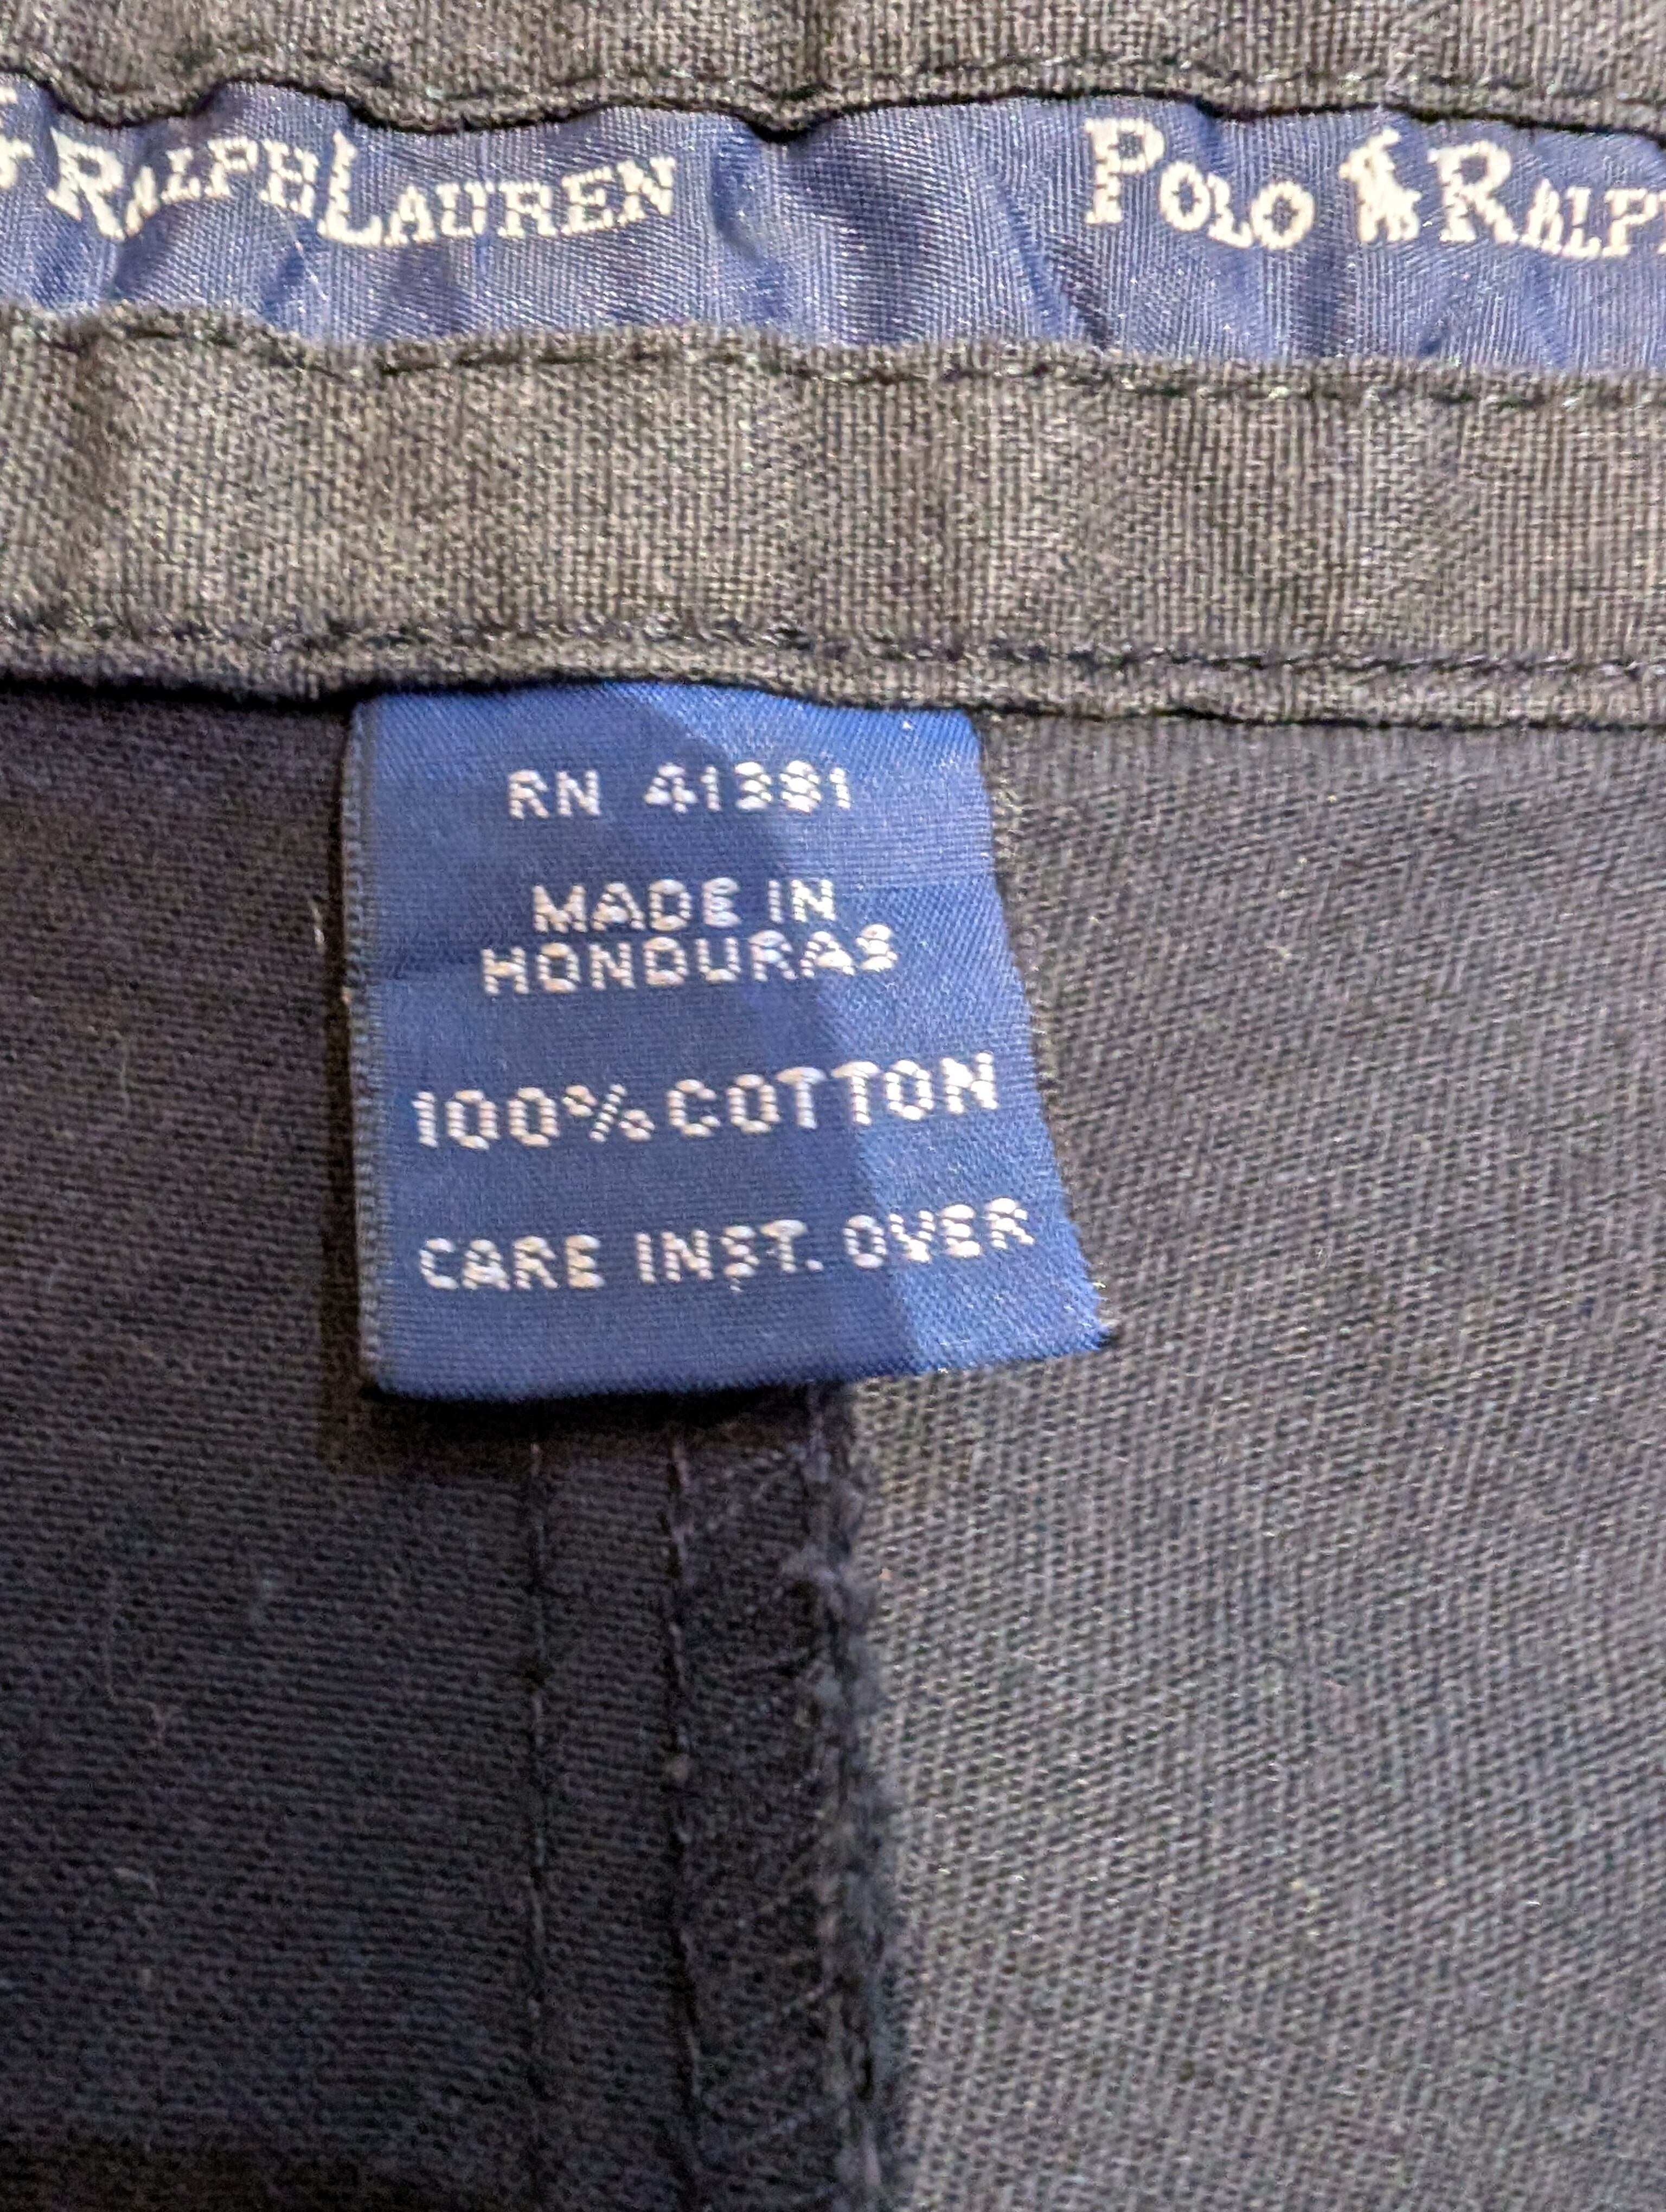 RALPH LAUREN POLO RALPH
RN 41381
MADE IN
HONDURAS
100% COTTON
CARE INST. OVER